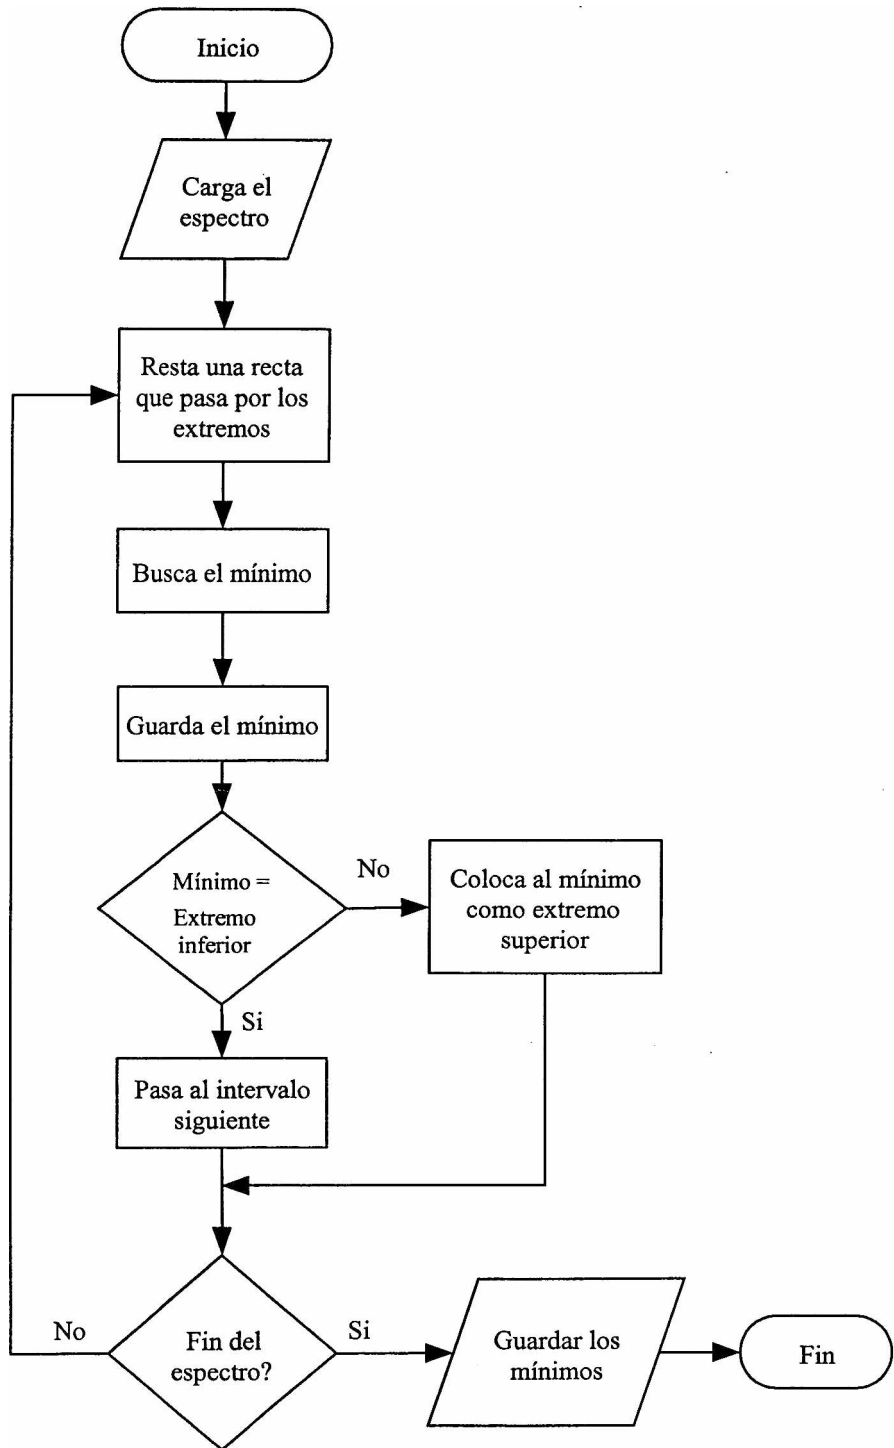 Inicio
Carga el
espectro
Resta una recta
que pasa por los
extremos
Busca el mínimo
Guarda el mínimo
Mínimo =
Extremo
inferior
No
Coloca al mínimo
como extremo
superior
Si
Pasa al intervalo
siguiente
No
Fin del
espectro?
Si
Guardar los
mínimos
Fin